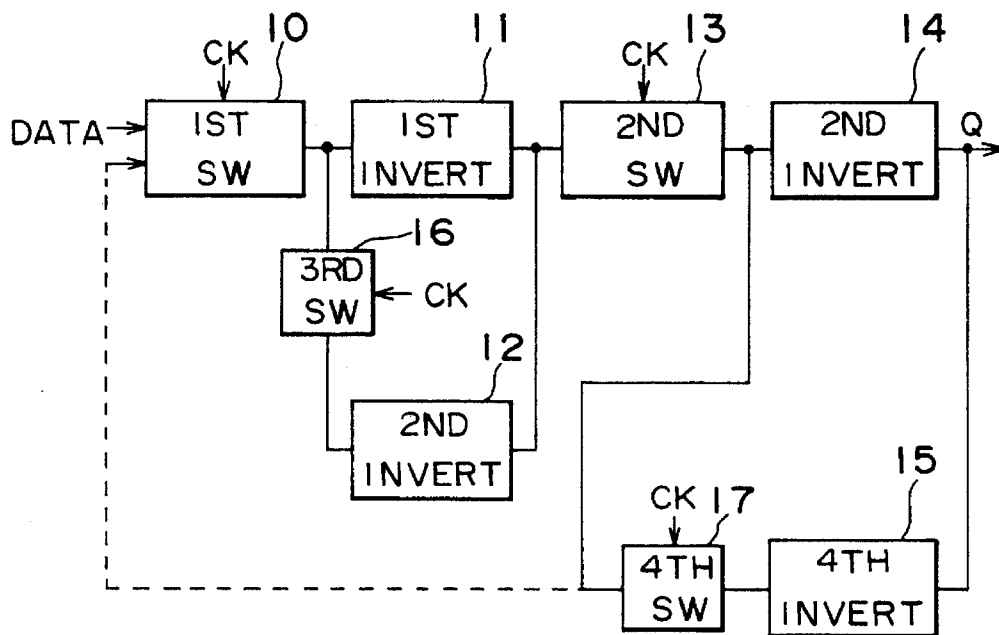 10
11
13
14
CK
CK
DATA
1ST
SW
1ST
INVERT
2ND
SW
2ND
INVERT
Q
16
3RD
SW
CK
12
2ND
INVERT
CK
17
15
4TH
SW
4TH
INVERT